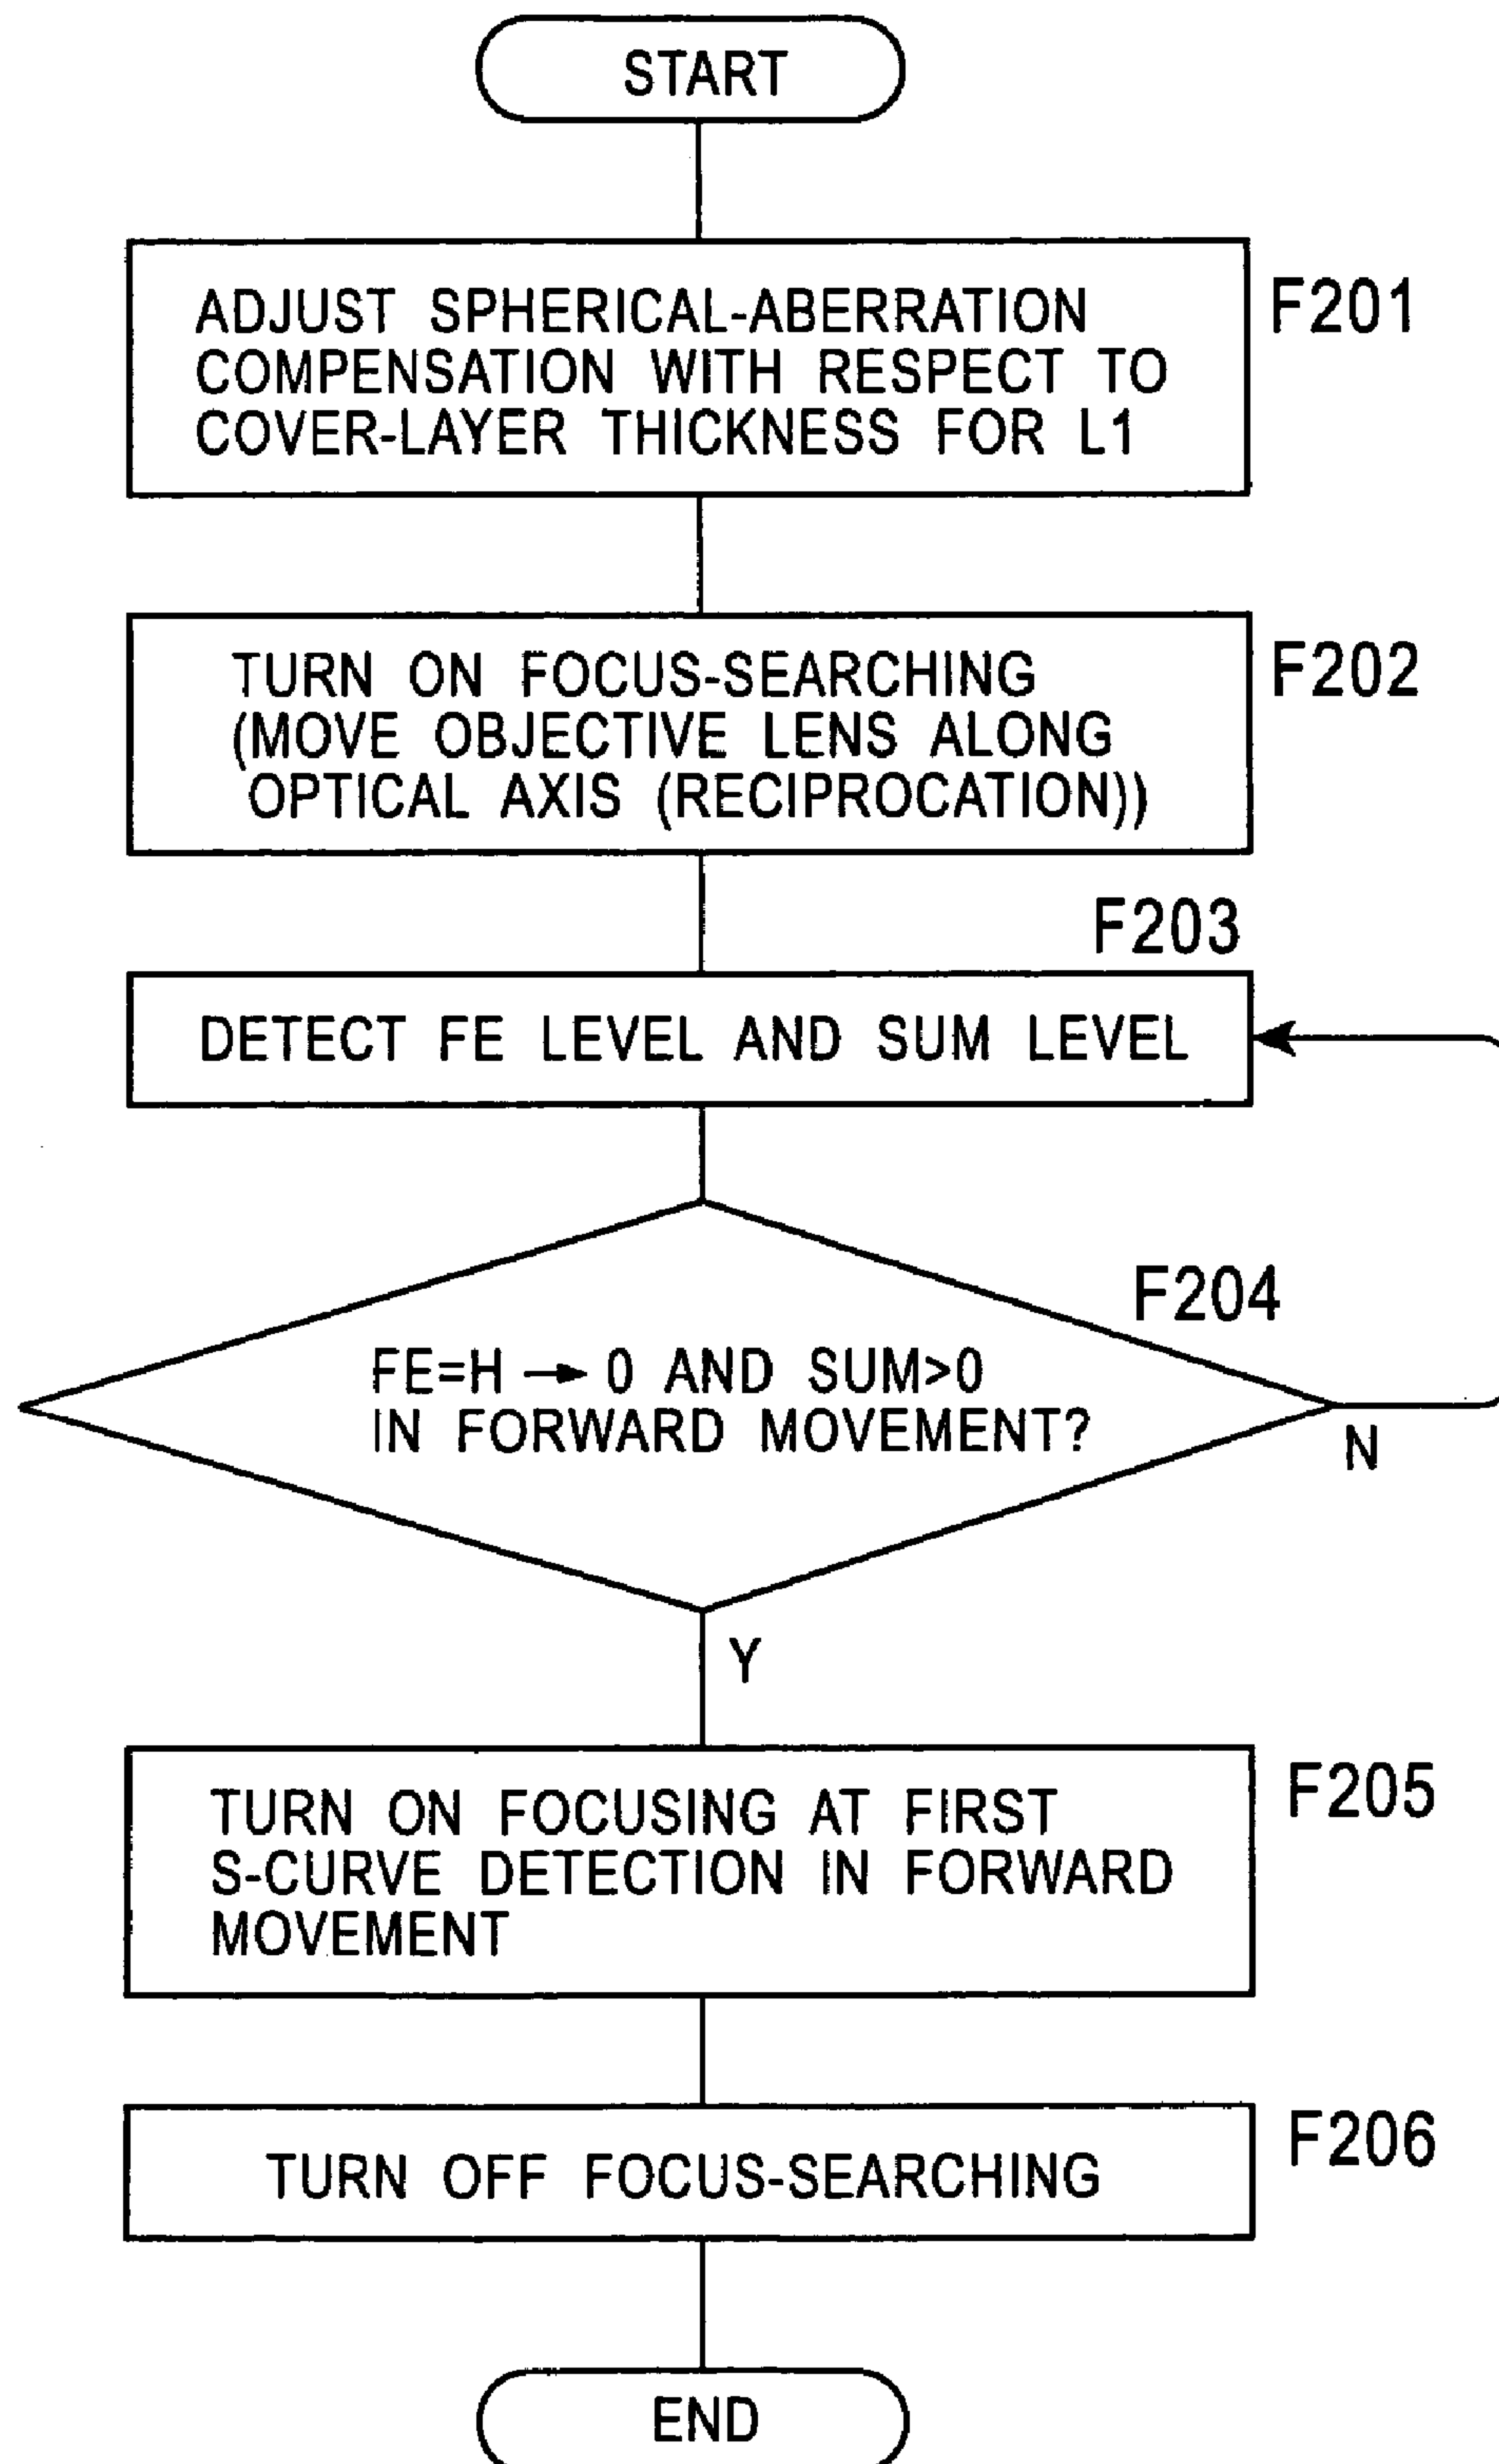 START
ADJUST SPHERICAL-ABERRATION
COMPENSATION WITH RESPECT TO
COVER-LAYER THICKNESS FOR L1
F201
TURN ON FOCUS-SEARCHING
(MOVE OBJECTIVE LENS ALONG
OPTICAL AXIS (RECIPROCATION))
F202
F203
DETECT FE LEVEL AND SUM LEVEL
F204
FE=H → 0 AND SUM>0
IN FORWARD MOVEMENT?
N
Y
TURN ON FOCUSING AT FIRST
S-CURVE DETECTION IN FORWARD
MOVEMENT
F205
TURN OFF FOCUS-SEARCHING
F206
END